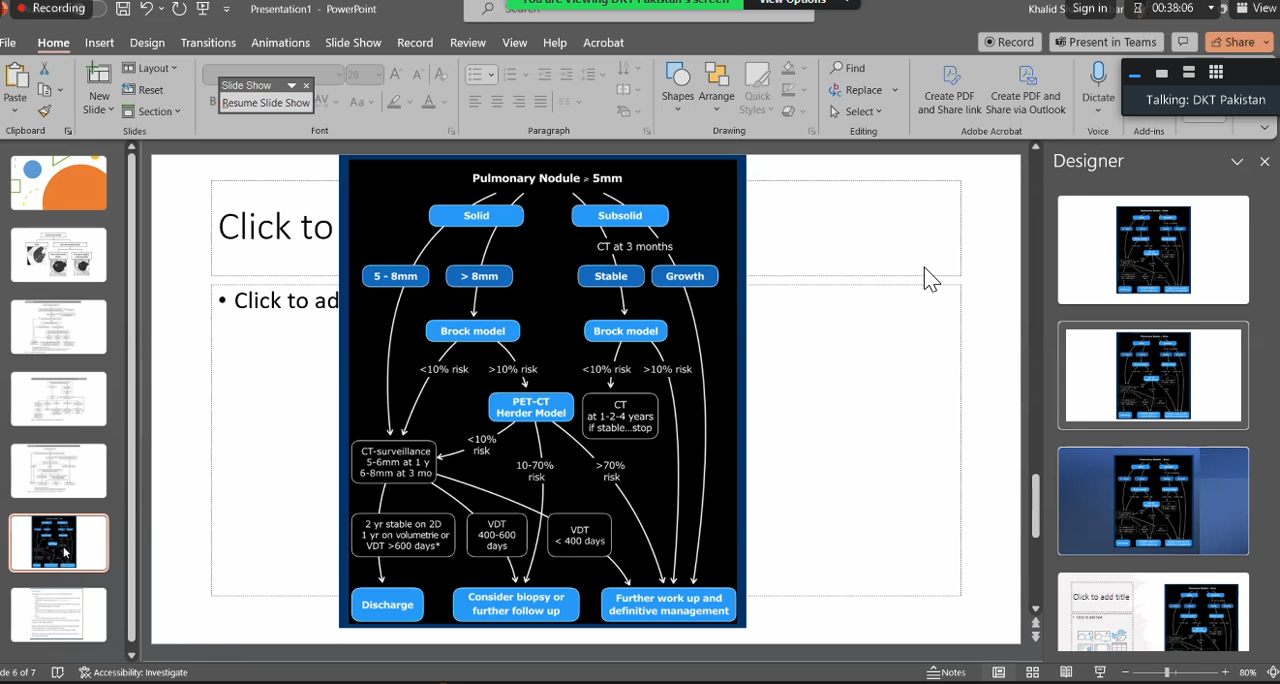 Recording
Presentation1 - PowerPoint
You are viewing DKT Pakistan's screen
View Options
Khalid S
Sign in
00:38:06
View
File
Home
Insert
Design
Transitions
Animations
Slide Show
Record
Review
View
Help
Acrobat
Record
Present in Teams
Share
Paste
New
Slide
Layout
Reset
Section
Slide Show
Resume Slide Show
28
Shapes
Arrange
Quick
Styles
Find
Replace
Select
Create PDF
and Share link
Create PDF and
Share via Outlook
Dictate
Talking: DKT Pakistan
Clipboard
Slides
Font
Paragraph
Drawing
Editing
Adobe Acrobat
Voice
Add-ins
Designer
Click to
• Click to ad
Pulmonary Nodule ≥ 5mm
Solid
Subsolid
CT at 3 months
5 - 8mm
> 8mm
Stable
Growth
Brock model
Brock model
<10% risk
>10% risk
<10% risk
>10% risk
PET-CT
Herder Model
CT
at 1-2-4 years
if stable...stop
CT-surveillance
5-6mm at 1 y
6-8mm at 3 mo
<10%
risk
10-70%
risk
>70%
risk
2 yr stable on 2D
1 yr on volumetrie or
VDT >600 days*
VDT
400-600
days
VDT
< 400 days
Discharge
Consider biopsy or
further follow up
Further work up and
definitive management
Click to add title
Click to add text
de 6 of 7
Accessibility: Investigate
Notes
80%